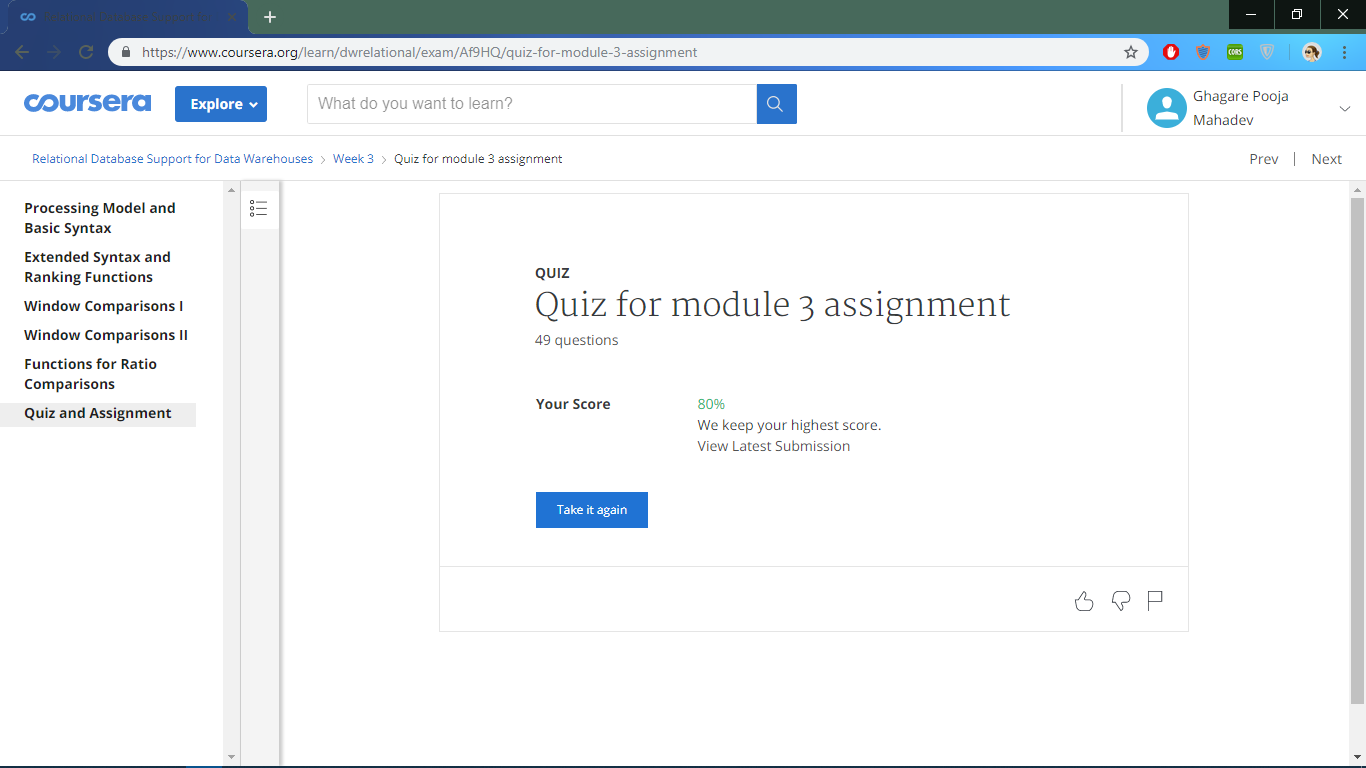 https://www.coursera.org/learn/dwrelational/exam/Af9HQ/quiz-for-module-3-assignment
CORS
coursera
Explore
What do you want to learn?
Ghagare Pooja
Mahadev
Relational Database Support for Data Warehouses > Week 3 > Quiz for module 3 assignment
Prev | Next
Processing Model and
Basic Syntax
Extended Syntax and
Ranking Functions
Window Comparisons I
Window Comparisons II
Functions for Ratio
Comparisons
Quiz and Assignment
QUIZ
Quiz for module 3 assignment
49 questions
Your Score
80%
We keep your highest score.
View Latest Submission
Take it again